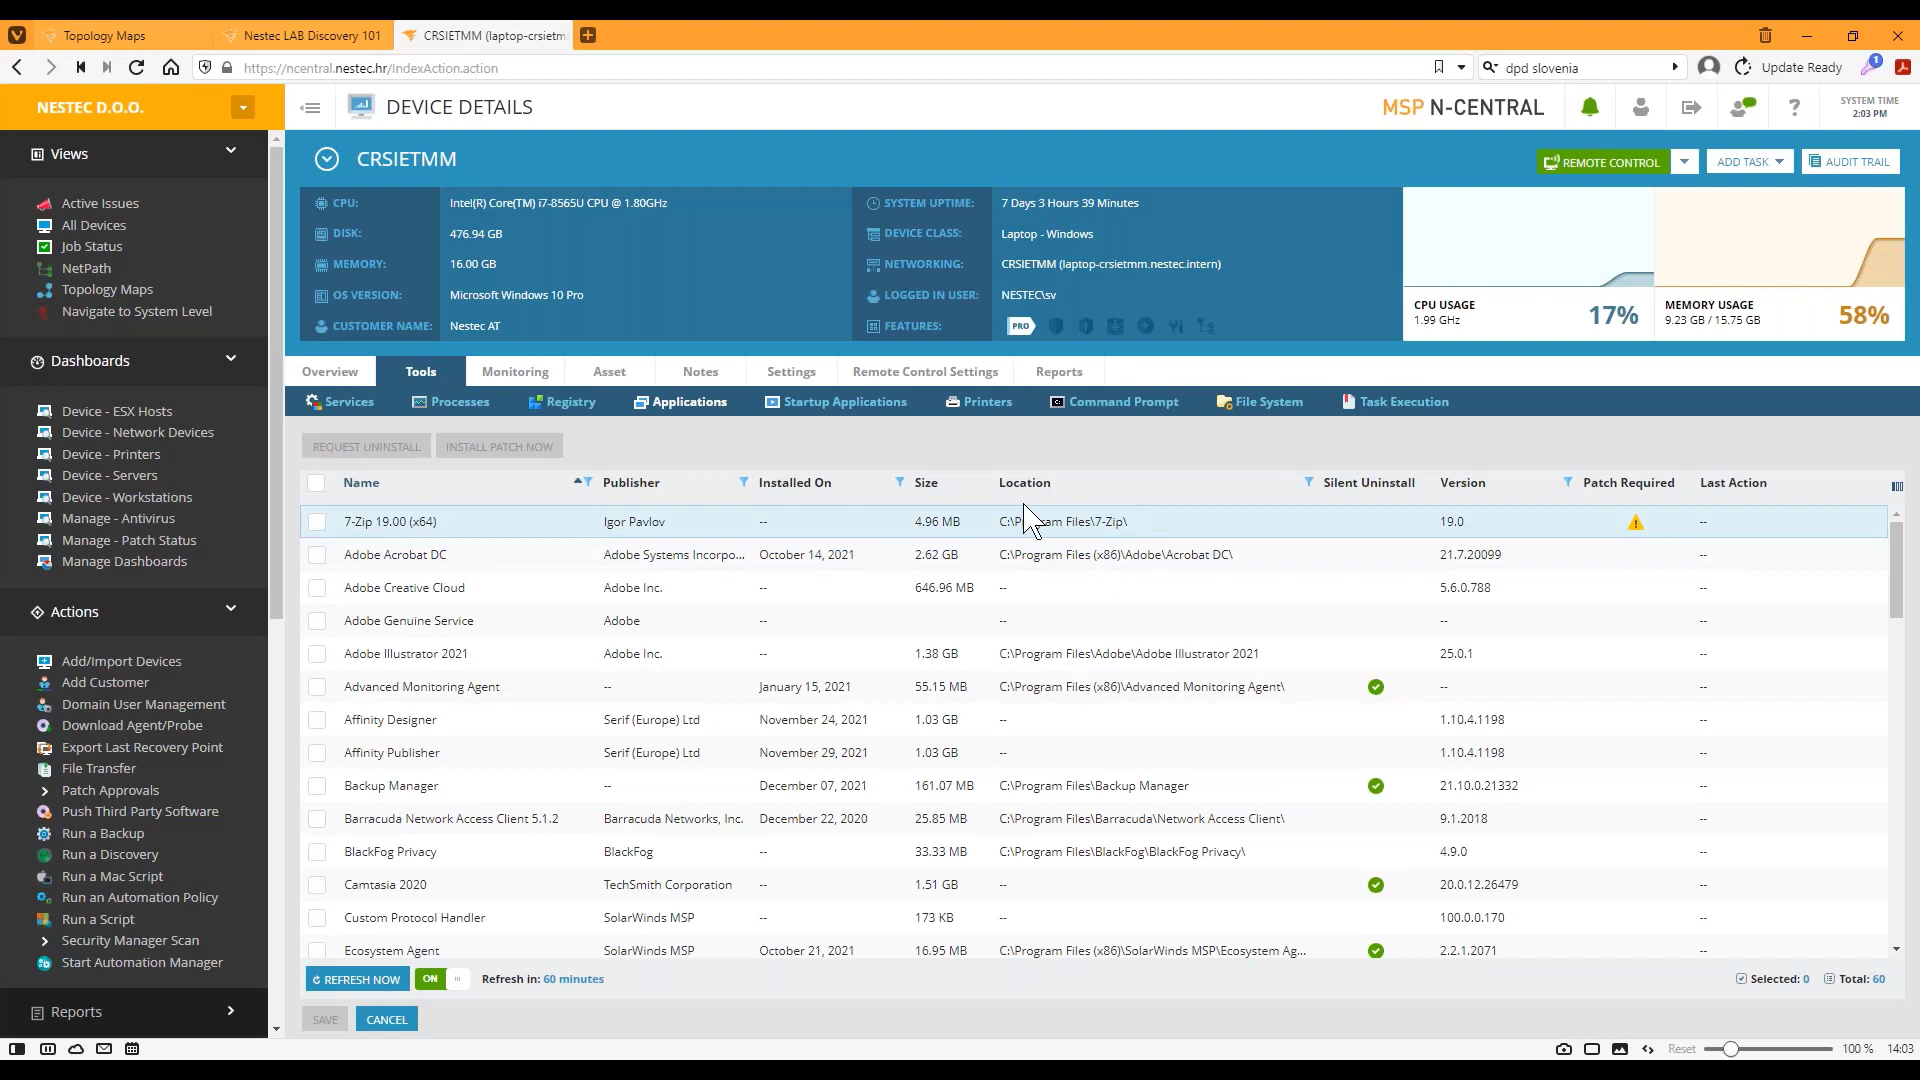 Topology Maps
Nestec LAB Discovery 101
CRSIETMM (laptop-crsietm
https://ncentral.nestec.hr/IndexAction.action
dpd slovenia
Update Ready
1
NESTEC D.O.O.
DEVICE DETAILS
MSP N-CENTRAL
?
SYSTEM TIME
2:03 PM
Views
Active Issues
All Devices
Job Status
NetPath
Topology Maps
Navigate to System Level
Dashboards
Device - ESX Hosts
Device - Network Devices
Device - Printers
Device - Servers
Device - Workstations
Manage - Antivirus
Manage - Patch Status
Manage Dashboards
Actions
Add/Import Devices
Add Customer
Domain User Management
Download Agent/Probe
Export Last Recovery Point
File Transfer
Patch Approvals
Push Third Party Software
Run a Backup
Run a Discovery
Run a Mac Script
Run an Automation Policy
Run a Script
Security Manager Scan
Start Automation Manager
Reports
CRSIETMM
REMOTE CONTROL
ADD TASK
AUDIT TRAIL
CPU: Intel(R) Core(TM) i7-8565U CPU @ 1.80GHz
DISK: 476.94 GB
MEMORY: 16.00 GB
OS VERSION: Microsoft Windows 10 Pro
CUSTOMER NAME: Nestec AT
SYSTEM UPTIME: 7 Days 3 Hours 39 Minutes
DEVICE CLASS: Laptop - Windows
NETWORKING: CRSIETMM (laptop-crsietmm.nestec.intern)
LOGGED IN USER: NESTEC\sv
FEATURES: PRO
CPU USAGE
1.99 GHz
17%
MEMORY USAGE
9.23 GB / 15.75 GB
58%
Overview Tools Monitoring Asset Notes Settings Remote Control Settings Reports
Services Processes Registry Applications Startup Applications Printers Command Prompt File System Task Execution
REQUEST UNINSTALL INSTALL PATCH NOW
Name Publisher Installed On Size Location Silent Uninstall Version Patch Required Last Action
7-Zip 19.00 (x64) Igor Pavlov -- 4.96 MB Files\7-Zip\ 19.0 --
Adobe Acrobat DC Adobe Systems Incorpo... October 14, 2021 2.62 GB C:\Program Files (x86)\Adobe\Acrobat DC\ 21.7.20099 --
Adobe Creative Cloud Adobe Inc. -- 646.96 MB -- 5.6.0.788 --
Adobe Genuine Service Adobe -- -- -- --
Adobe Illustrator 2021 Adobe Inc. -- 1.38 GB C:\Program Files\Adobe\Adobe Illustrator 2021 25.0.1 --
Advanced Monitoring Agent -- January 15, 2021 55.15 MB C:\Program Files (x86)\Advanced Monitoring Agent\ -- --
Affinity Designer Serif (Europe) Ltd November 24, 2021 1.03 GB -- 1.10.4.1198 --
Affinity Publisher Serif (Europe) Ltd November 29, 2021 1.03 GB -- 1.10.4.1198 --
Backup Manager -- December 07, 2021 161.07 MB C:\Program Files\Backup Manager 21.10.0.21332 --
Barracuda Network Access Client 5.1.2 Barracuda Networks, Inc. December 22, 2020 25.85 MB C:\Program Files\Barracuda\Network Access Client\ 9.1.2018 --
BlackFog Privacy BlackFog -- 33.33 MB C:\Program Files\BlackFog\BlackFog Privacy\ 4.9.0 --
Camtasia 2020 TechSmith Corporation -- 1.51 GB -- 20.0.12.26479 --
Custom Protocol Handler SolarWinds MSP -- 173 KB -- 100.0.0.170 --
Ecosystem Agent SolarWinds MSP October 21, 2021 16.95 MB C:\Program Files (x86)\SolarWinds MSP\Ecosystem Ag... 2.2.1.2071 --
REFRESH NOW ON Refresh in: 60 minutes Selected: 0 Total: 60
SAVE CANCEL
Reset 100 % 14:03